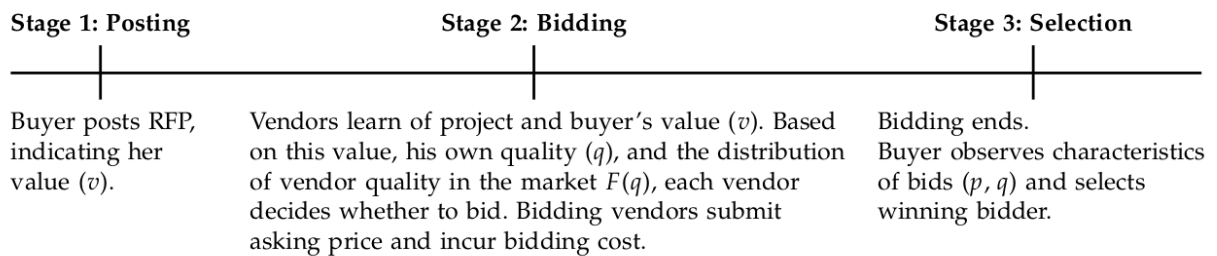 Stage 1: Posting
Buyer posts RFP,
indicating her
value (v).
Stage 2: Bidding
Vendors learn of project and buyer's value (v). Based
on this value, his own quality (q), and the distribution
of vendor quality in the market F(q), each vendor
decides whether to bid. Bidding vendors submit
asking price and incur bidding cost.
Stage 3: Selection
Bidding ends.
Buyer observes characteristics
of bids (p, q) and selects
winning bidder.